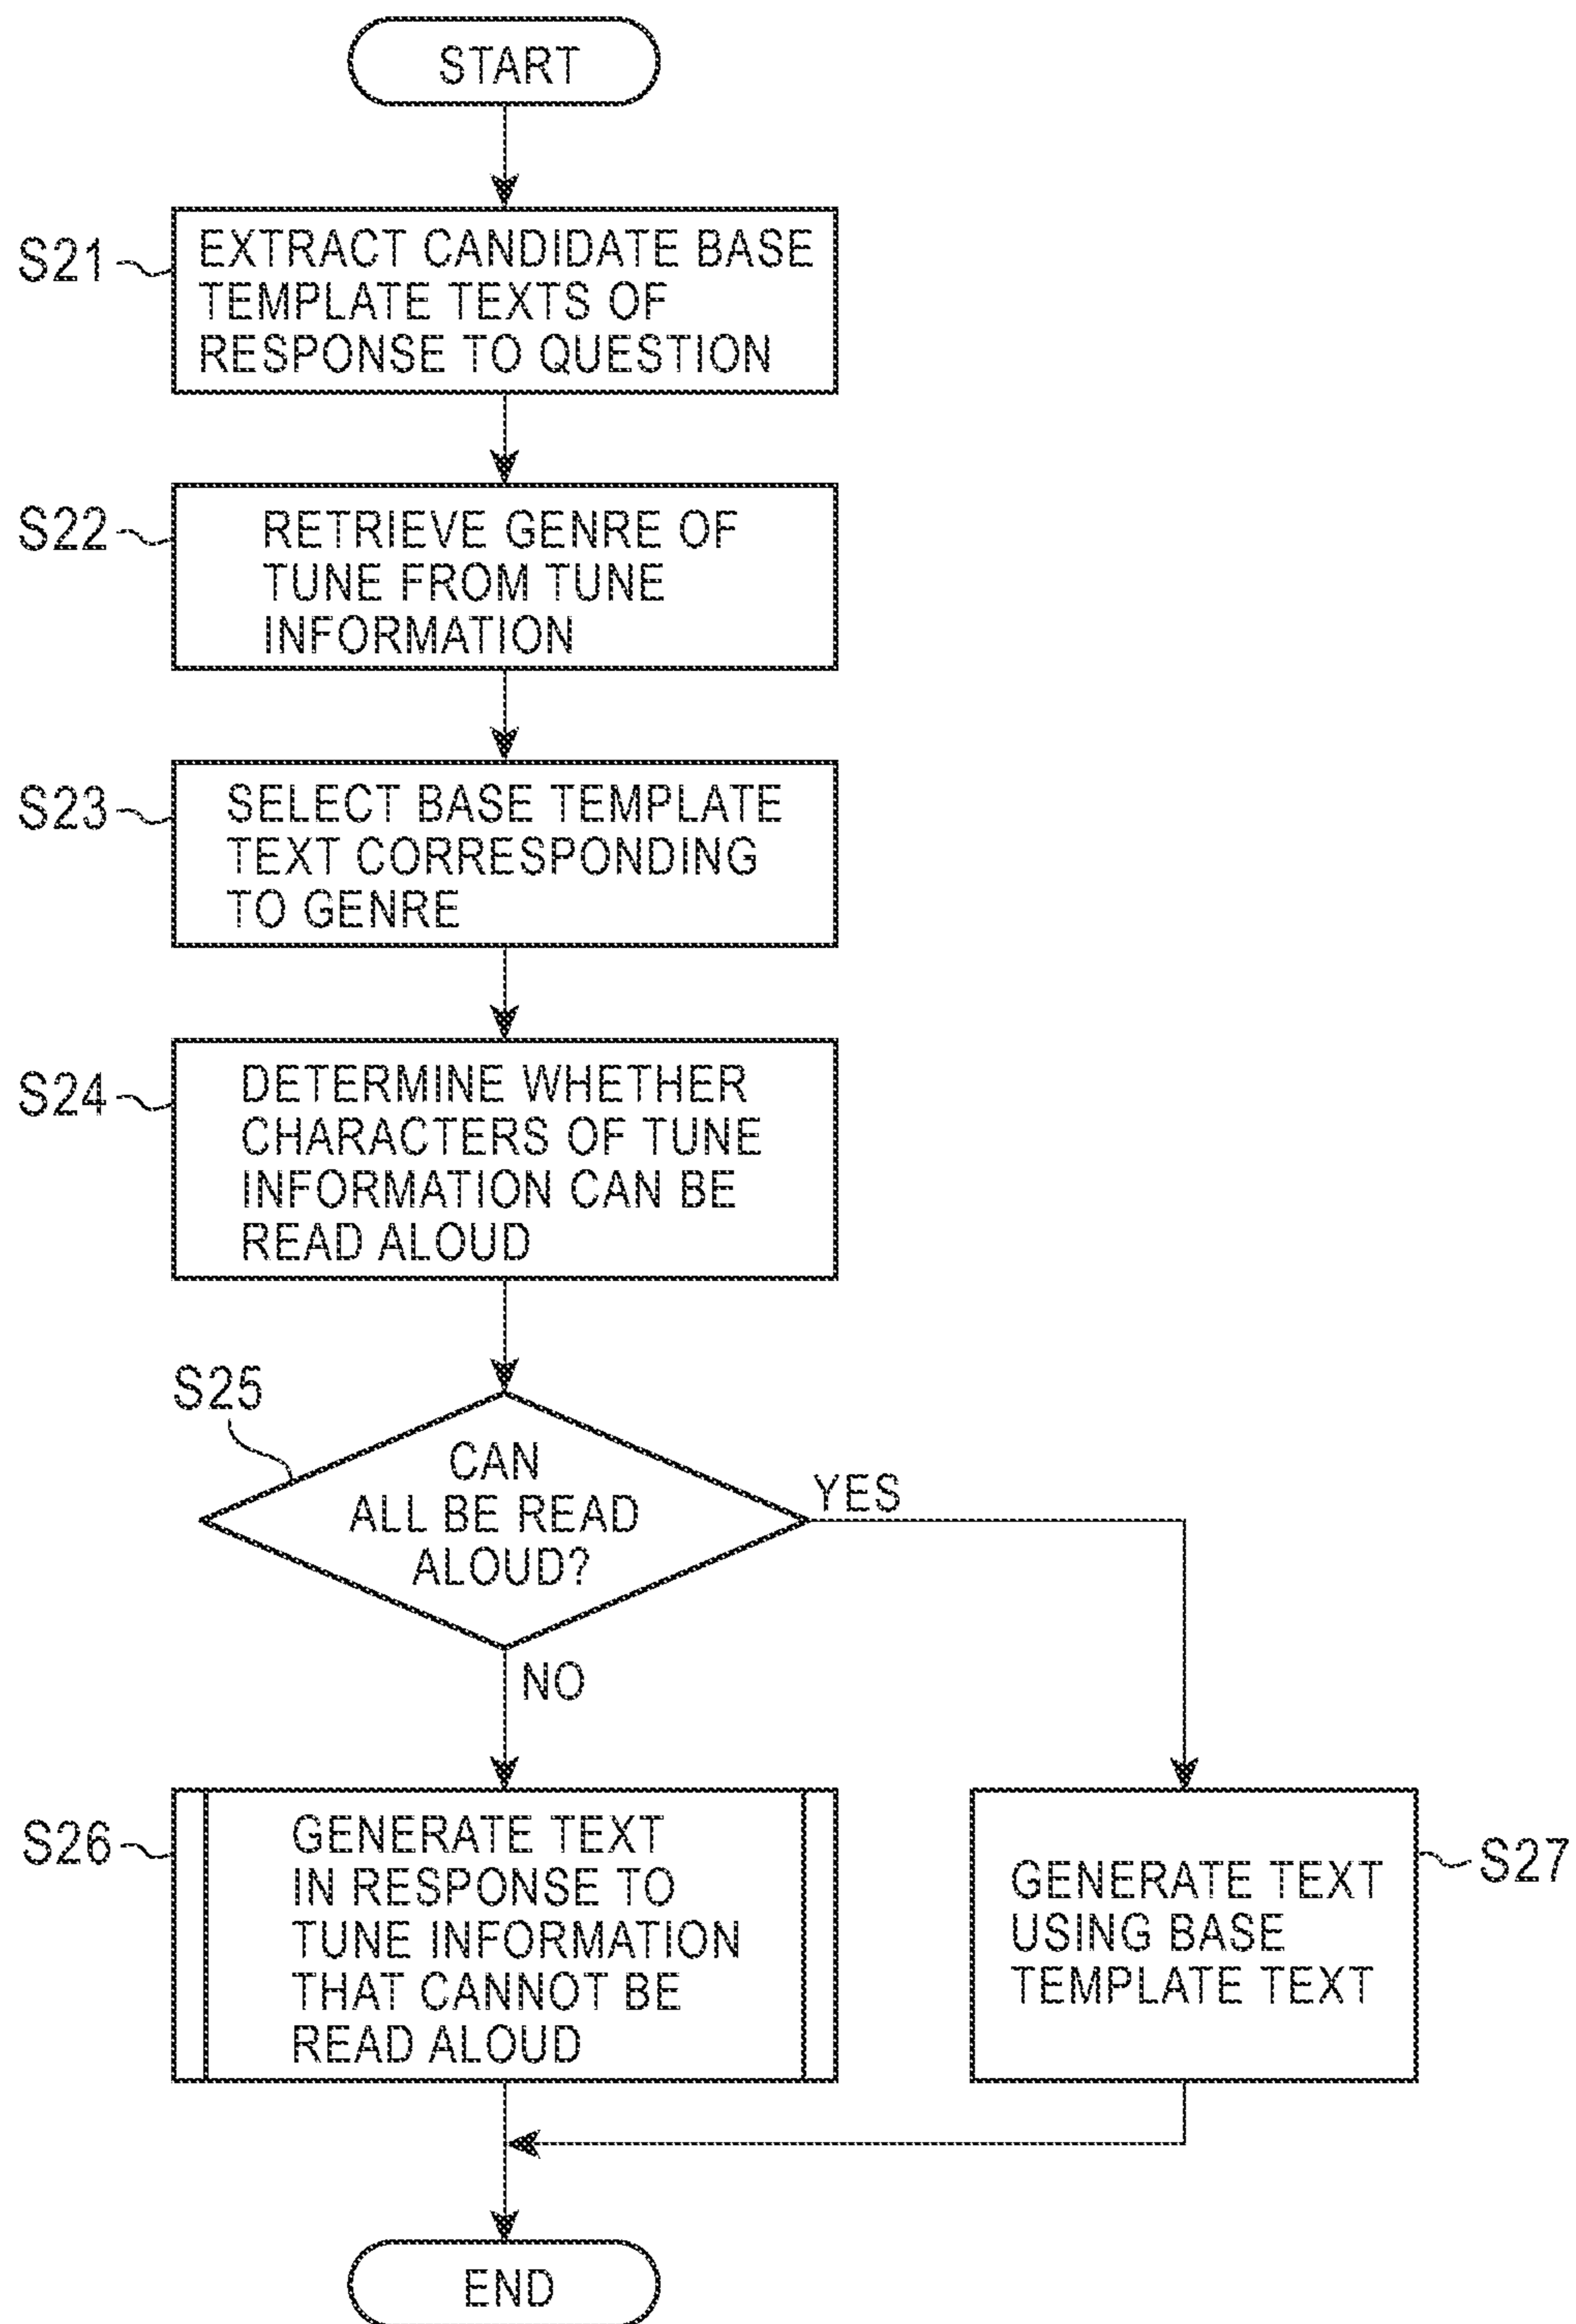 START
S21
EXTRACT CANDIDATE BASE
TEMPLATE TEXTS OF
RESPONSE TO QUESTION
S22
RETRIEVE GENRE OF
TUNE FROM TUNE
INFORMATION
S23
SELECT BASE TEMPLATE
TEXT CORRESPONDING
TO GENRE
S24
DETERMINE WHETHER
CHARACTERS OF TUNE
INFORMATION CAN BE
READ ALOUD
S25
CAN
ALL BE READ
ALOUD?
YES
NO
S26
GENERATE TEXT
IN RESPONSE TO
TUNE INFORMATION
THAT CANNOT BE
READ ALOUD
S27
GENERATE TEXT
USING BASE
TEMPLATE TEXT
END